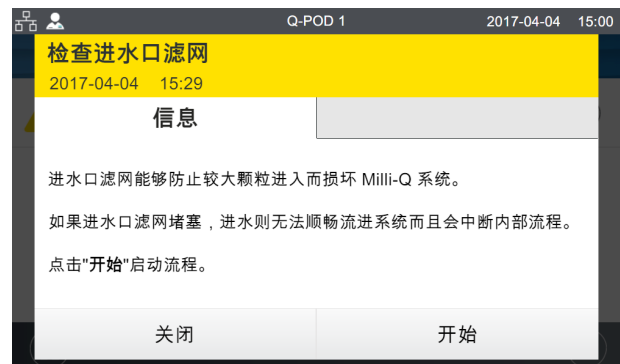 Q-POD 1 2017-04-04 15:00
检查进水口滤网
2017-04-04 15:29
信息
进水口滤网能够防止较大颗粒进入而损坏 Milli-Q 系统。
如果进水口滤网堵塞，进水则无法顺畅流进系统而且会中断内部流程。
点击"开始"启动流程。
关闭 开始